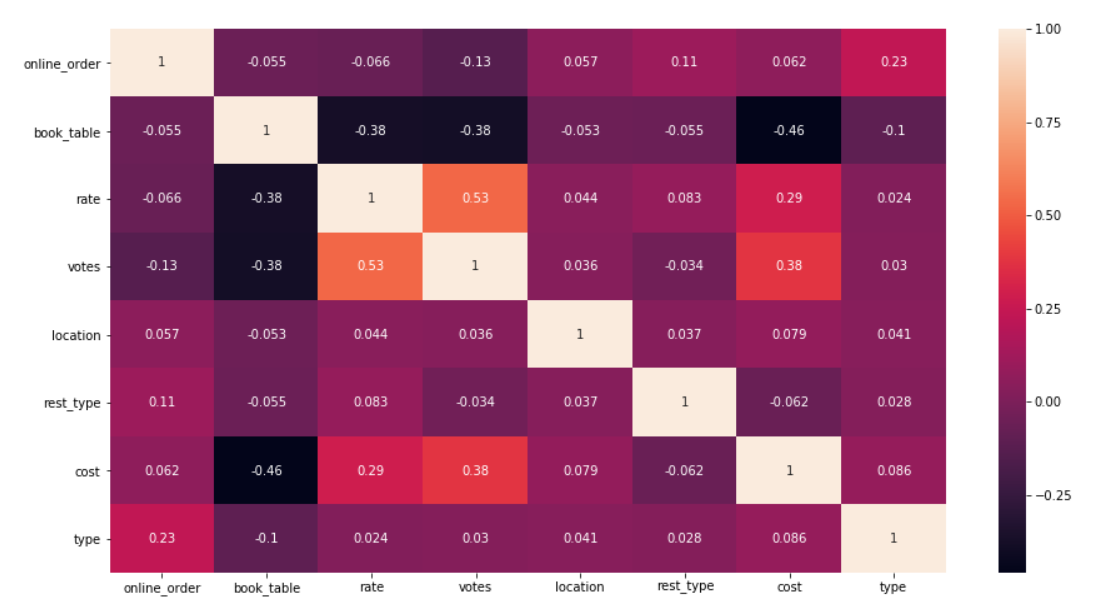 online_order 1 -0.055 -0.066 -0.13 0.057 0.11 0.062 0.23
book_table -0.055 1 -0.38 -0.38 -0.053 -0.055 -0.46 -0.1
rate -0.066 -0.38 1 0.53 0.044 0.083 0.29 0.024
votes -0.13 -0.38 0.53 1 0.036 -0.034 0.38 0.03
location 0.057 -0.053 0.044 0.036 1 0.037 0.079 0.041
rest_type 0.11 -0.055 0.083 -0.034 0.037 1 -0.062 0.028
cost 0.062 -0.46 0.29 0.38 0.079 -0.062 1 0.086
type 0.23 -0.1 0.024 0.03 0.041 0.028 0.086 1
online_order book_table rate votes location rest_type cost type
1.00
0.75
0.50
0.25
0.00
−0.25